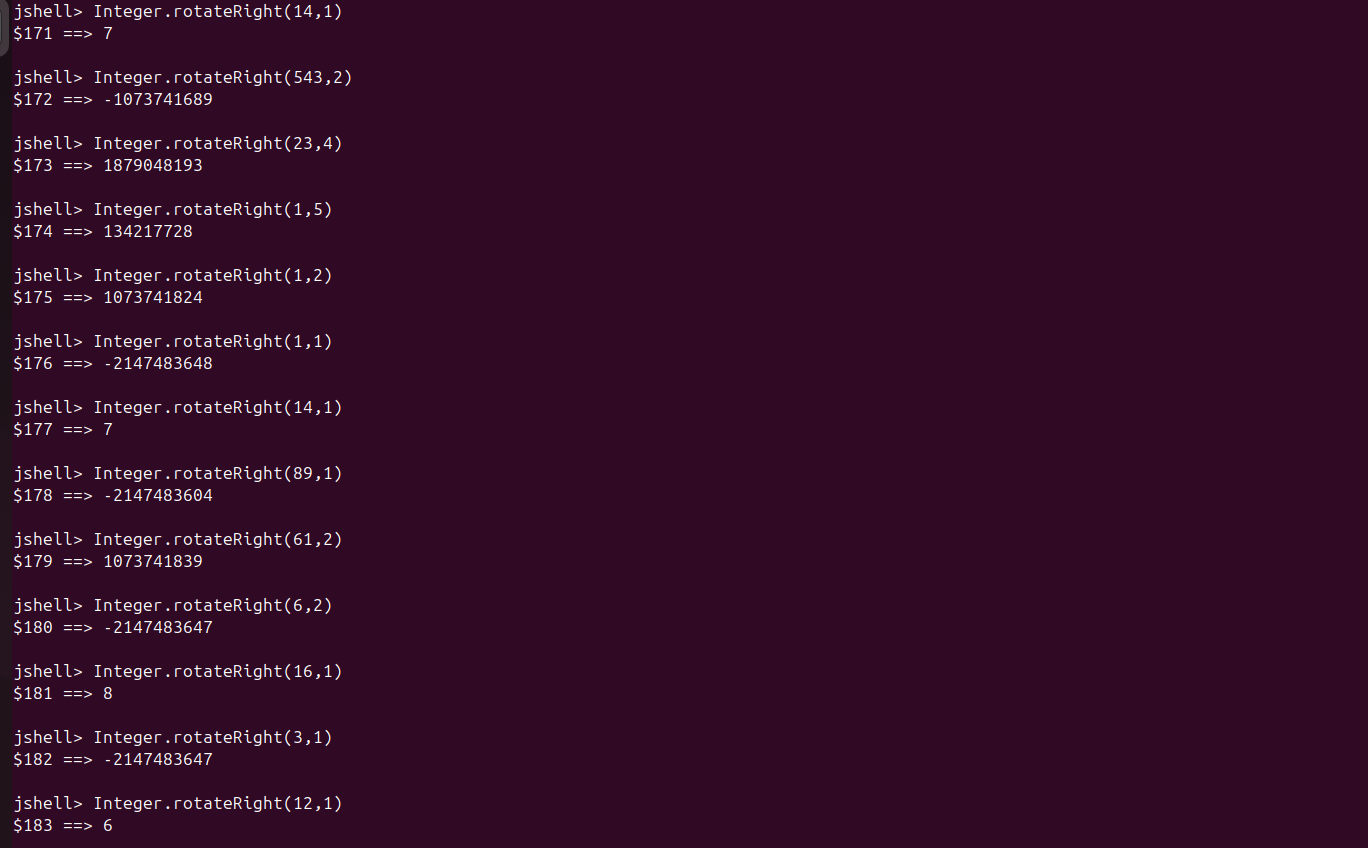 jshell> Integer.rotateRight(14,1)
$171 ==> 7
jshell> Integer.rotateRight(543,2)
$172 ==> -1073741689
jshell> Integer.rotateRight(23,4)
$173 ==> 1879048193
jshell> Integer.rotateRight(1,5)
$174 ==> 134217728
jshell> Integer.rotateRight(1,2)
$175 ==> 1073741824
jshell> Integer.rotateRight(1,1)
$176 ==> -2147483648
jshell> Integer.rotateRight(14,1)
$177 ==> 7
jshell> Integer.rotateRight(89,1)
$178 ==> -2147483604
jshell> Integer.rotateRight(61,2)
$179 ==> 1073741839
jshell> Integer.rotateRight(6,2)
$180 ==> -2147483647
jshell> Integer.rotateRight(16,1)
$181 ==> 8
jshell> Integer.rotateRight(3,1)
$182 ==> -2147483647
jshell> Integer.rotateRight(12,1)
$183 ==> 6